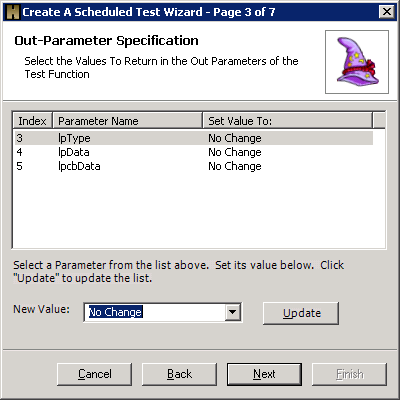 Create A Scheduled Test Wizard - Page 3 of 7
Out-Parameter Specification
Select the Values To Return in the Out Parameters of the
Test Function
Index Parameter Name Set Value To:
3 lpType No Change
4 lpData No Change
5 lpcbData No Change
Select a Parameter from the list above. Set its value below. Click
"Update" to update the list.
New Value: No Change Update
Cancel Back Next Finish